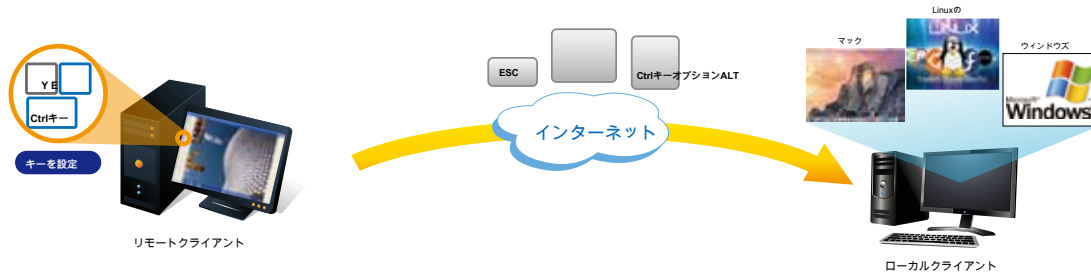 Linuxの
マック
LINUX
ウィンドウズ
Microsoft
Windows
ESC
Ctrlキーオプション ALT
Y E
Ctrlキー
インターネット
キーを設定
リモートクライアント
ローカルクライアント